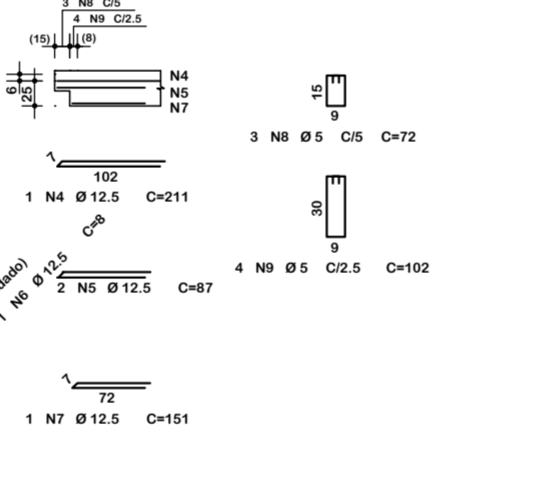 3 N8 C/5
4 N9 C/2.5
(15) (8)
N4
N5
N7
6
25
7
102
1 N4 Ø 12.5 C=211
C=8
dado)
N6 Ø 12.5
2 N5 Ø 12.5 C=87
7
72
1 N7 Ø 12.5 C=151
15
9
3 N8 Ø 5 C/5 C=72
30
9
4 N9 Ø 5 C/2.5 C=102